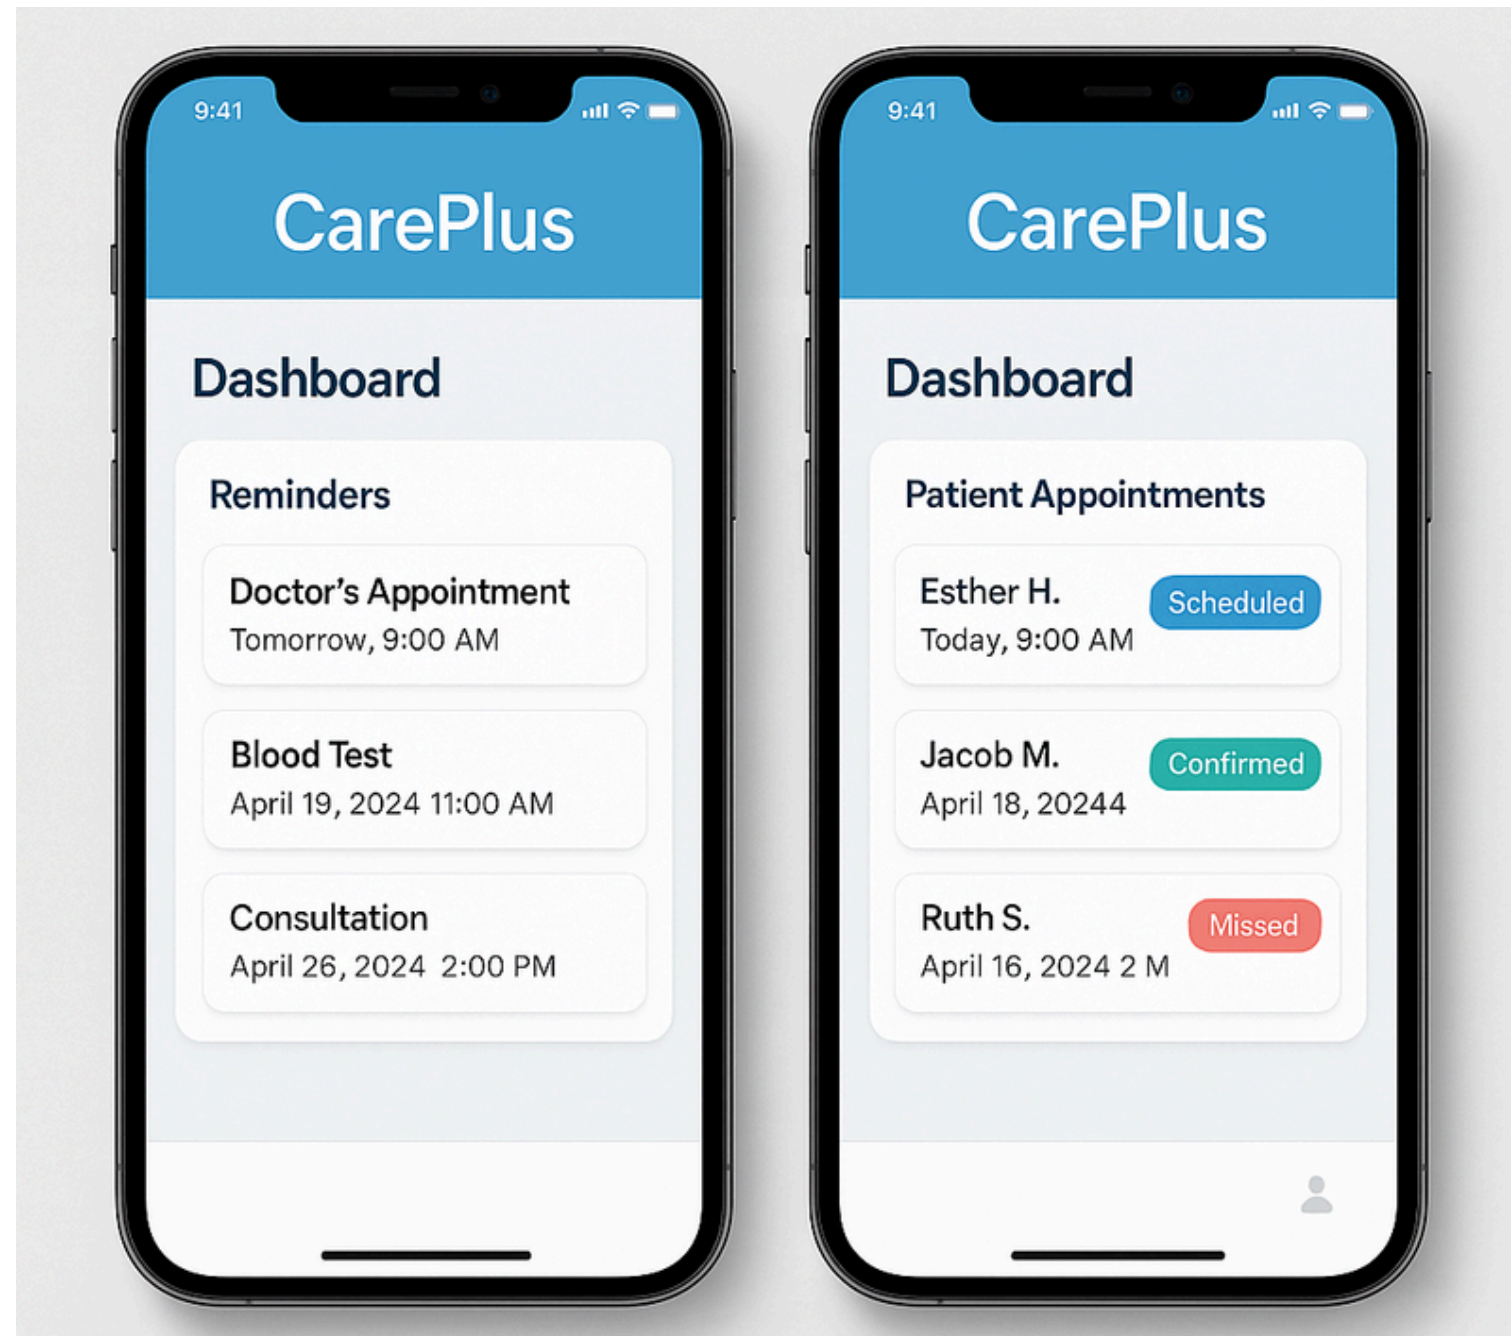 9:41
CarePlus
Dashboard
Reminders
Doctor's Appointment
Tomorrow, 9:00 AM
Blood Test
April 19, 2024 11:00 AM
Consultation
April 26, 2024 2:00 PM
9:41
CarePlus
Dashboard
Patient Appointments
Esther H.
Scheduled
Today, 9:00 AM
Jacob M.
Confirmed
April 18, 20244
Ruth S.
Missed
April 16, 2024 2 M